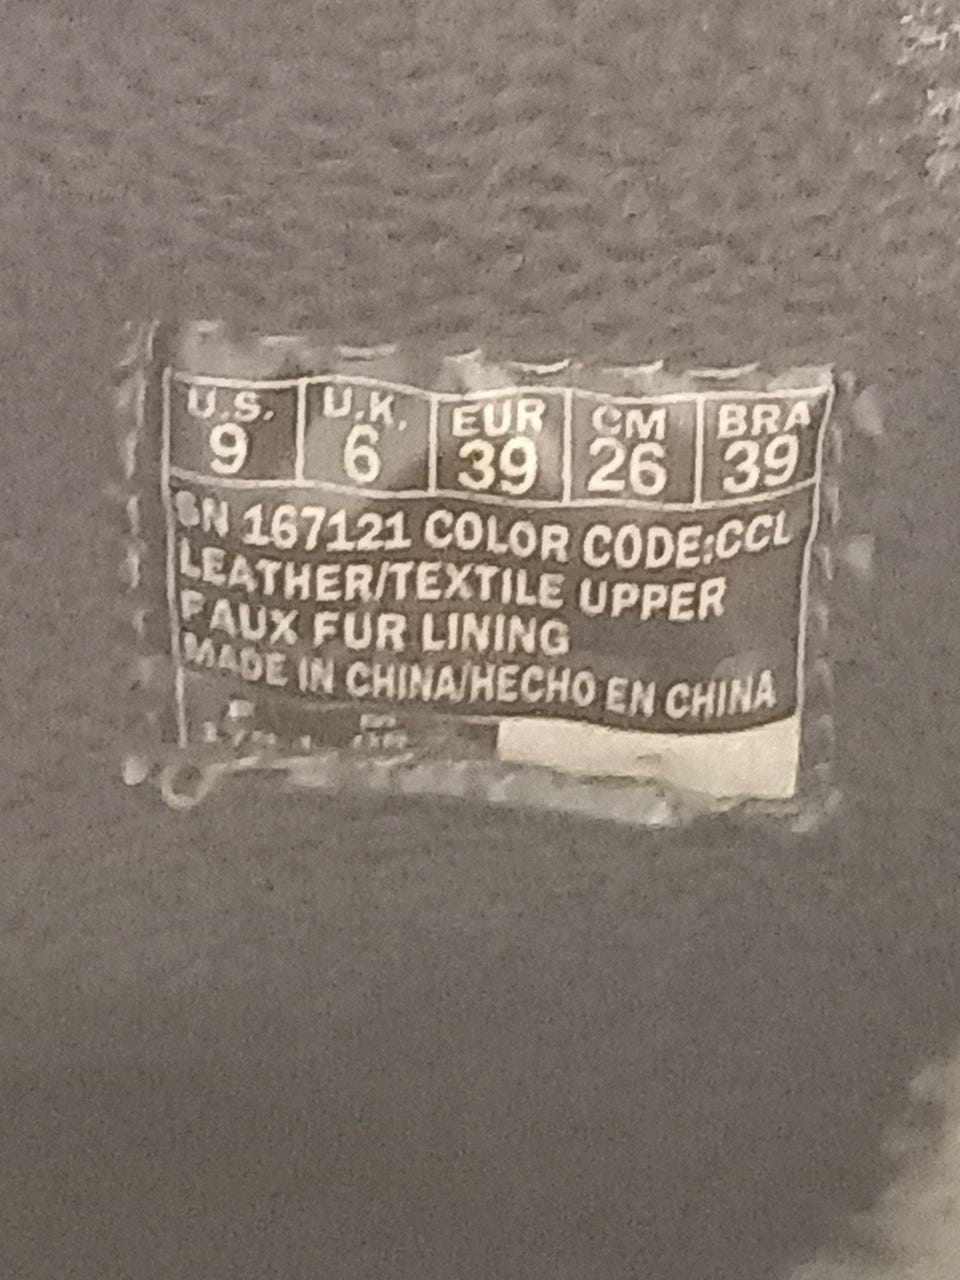 U.S. U.K. EUR CM BRA
9 6 39 26 39
SN 167121 COLOR CODE:CCL
LEATHER/TEXTILE UPPER
FAUX FUR LINING
MADE IN CHINA/HECHO EN CHINA